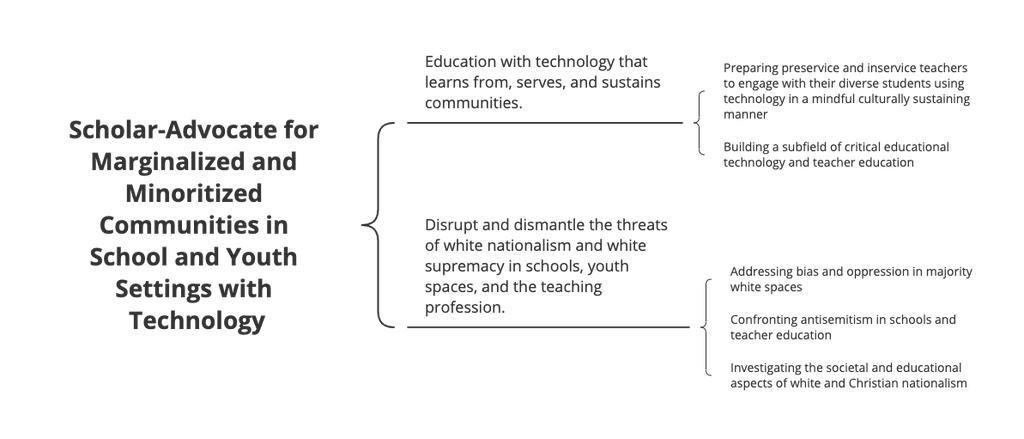 Scholar-Advocate for
Marginalized and
Minoritized
Communities in
School and Youth
Settings with
Technology
Education with technology that
learns from, serves, and sustains
communities.
Preparing preservice and inservice teachers
to engage with their diverse students using
technology in a mindful culturally sustaining
manner
Building a subfield of critical educational
technology and teacher education
Disrupt and dismantle the threats
of white nationalism and white
supremacy in schools, youth
spaces, and the teaching
profession.
Addressing bias and oppression in majority
white spaces
Confronting antisemitism in schools and
teacher education
Investigating the societal and educational
aspects of white and Christian nationalism